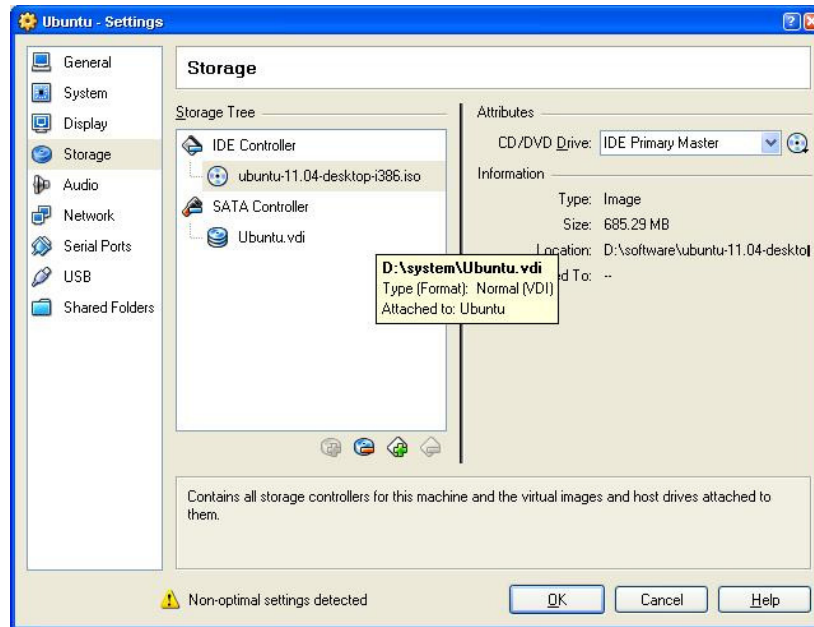 Ubuntu - Settings
General
System
Display
Storage
Audio
Network
Serial Ports
USB
Shared Folders
Storage
Storage Tree
IDE Controller
ubuntu-11.04-desktop-i386.iso
SATA Controller
Ubuntu.vdi
D:\system\Ubuntu.vdi
Type (Format): Normal (VDI)
Attached to: Ubuntu
Attributes
CD/DVD Drive: IDE Primary Master
Information
Type: Image
Size: 685.29 MB
Location: D:\software\ubuntu-11.04-deskto
d To: --
Contains all storage controllers for this machine and the virtual images and host drives attached to
them.
Non-optimal settings detected
OK
Cancel
Help